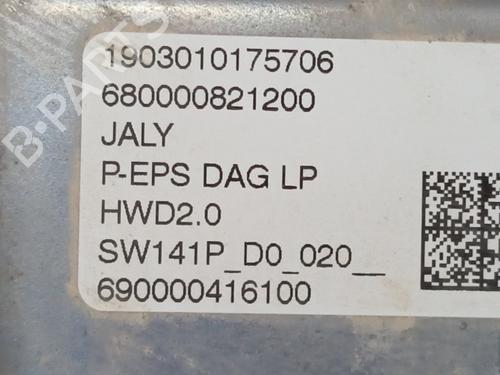 1903010175706
680000821200
JALY
P-EPS DAG LP
HWD2.0
SW141P_D0_020__
690000416100
B-PARTS